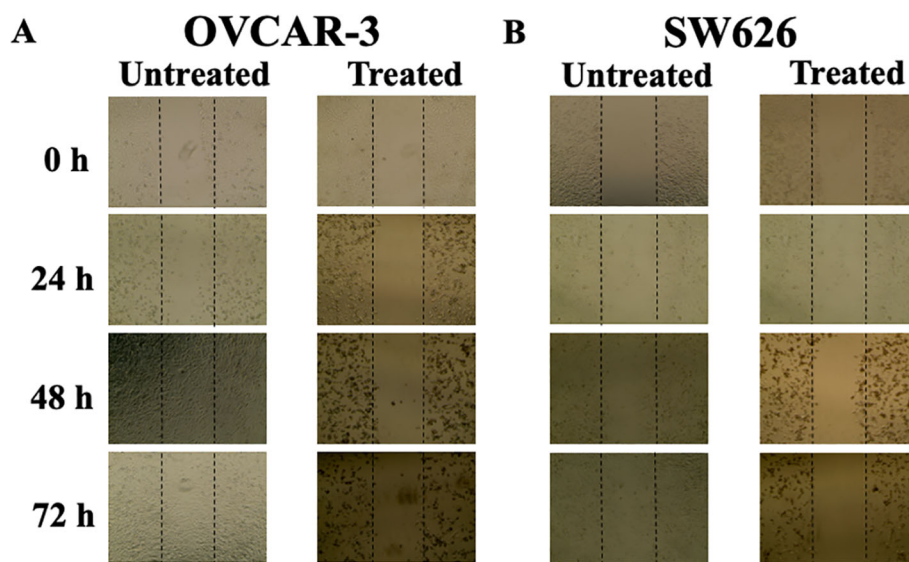 A OVCAR-3 B SW626
Untreated Treated Untreated Treated
0 h
24 h
48 h
72 h